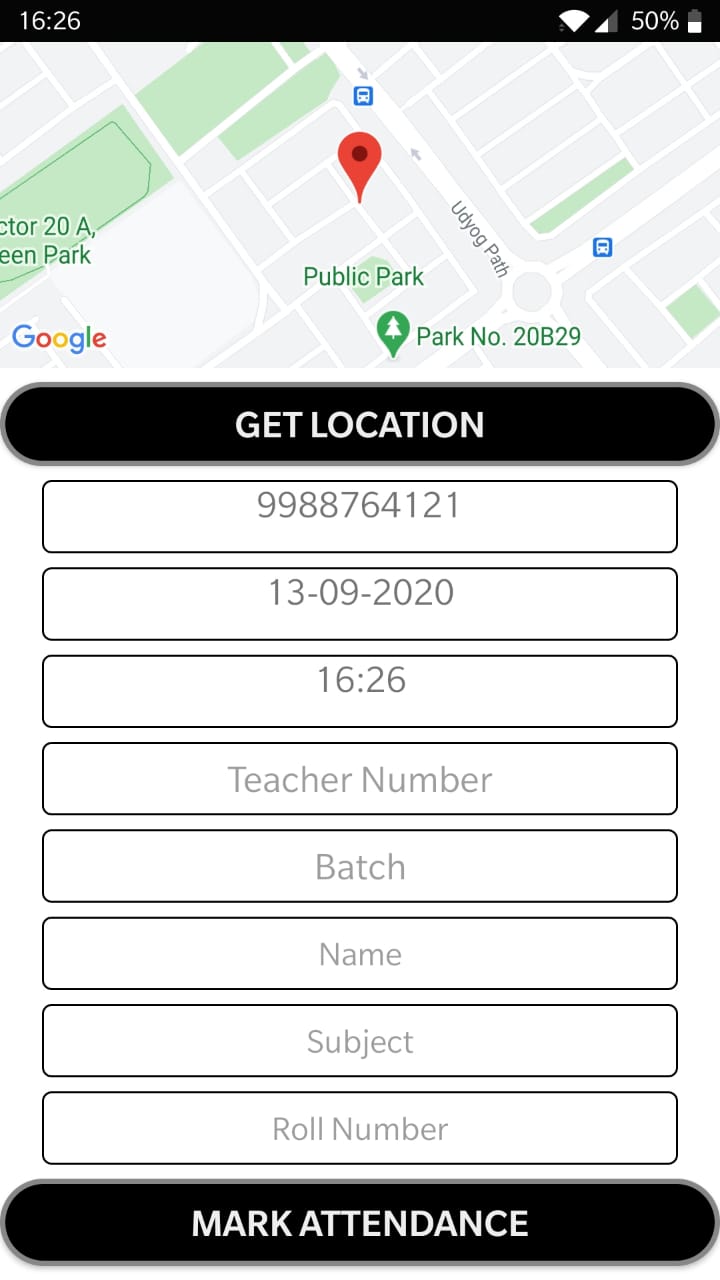 16:26
50%
ctor 20 A,
een Park
Udyog Path
Public Park
Google
Park No. 20B29
GET LOCATION
9988764121
13-09-2020
16:26
Teacher Number
Batch
Name
Subject
Roll Number
MARK ATTENDANCE